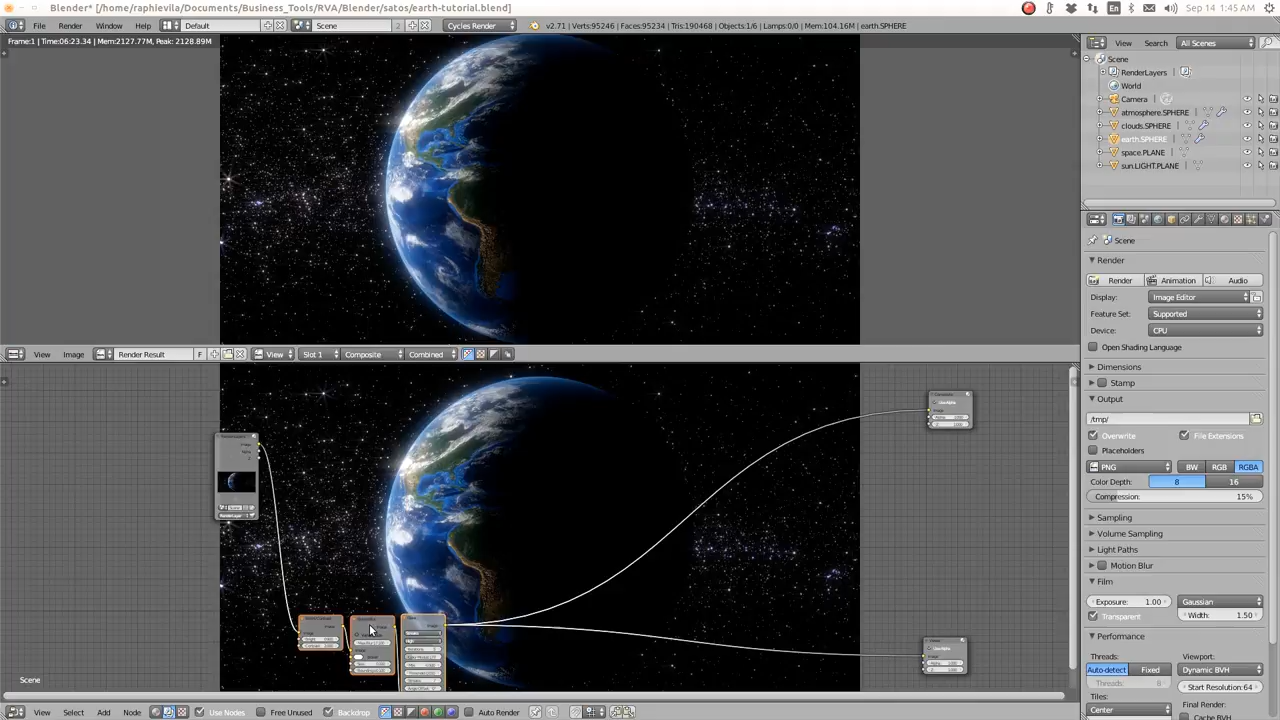 Blender* [/home/raphlevila/Documents/Business_Tools/RVA/Blender/satos/earth-tutorial.blend]
En
Sep 14 1:45 AM
File Render Window Help Default Scene 2 Cycles Render v2.71 | Verts:95246 | Faces:95234 | Tris:190468 | Objects:1/6 | Lamps:0/0 | Mem:104.16M | earth.SPHERE
Frame:1 | Time:06:23.34 | Mem:2127.77M, Peak: 2128.89M
View Search All Scenes
Scene
RenderLayers
World
Camera
atmosphere.SPHERE
clouds.SPHERE
earth.SPHERE
space.PLANE
sun.LIGHT.PLANE
Scene
Render
Render Animation Audio
Display: Image Editor
Feature Set: Supported
Device: CPU
Open Shading Language
Dimensions
Stamp
Output
/tmp/
Overwrite File Extensions
Placeholders
PNG BW RGB RGBA
Color Depth: 8 16
Compression: 15%
Sampling
Volume Sampling
Light Paths
Motion Blur
Film
Exposure: 1.00 Gaussian
Transparent Width: 1.50
Performance
Threads: Viewport:
Auto-detect Fixed Dynamic BVH
Threads: 8 Start Resolution:64
Tiles:
Center Cache BVH
Final Render:
View Image Render Result F View Slot 1 Composite Combined
Scene
View Select Add Node Use Nodes Free Unused Backdrop Auto Render